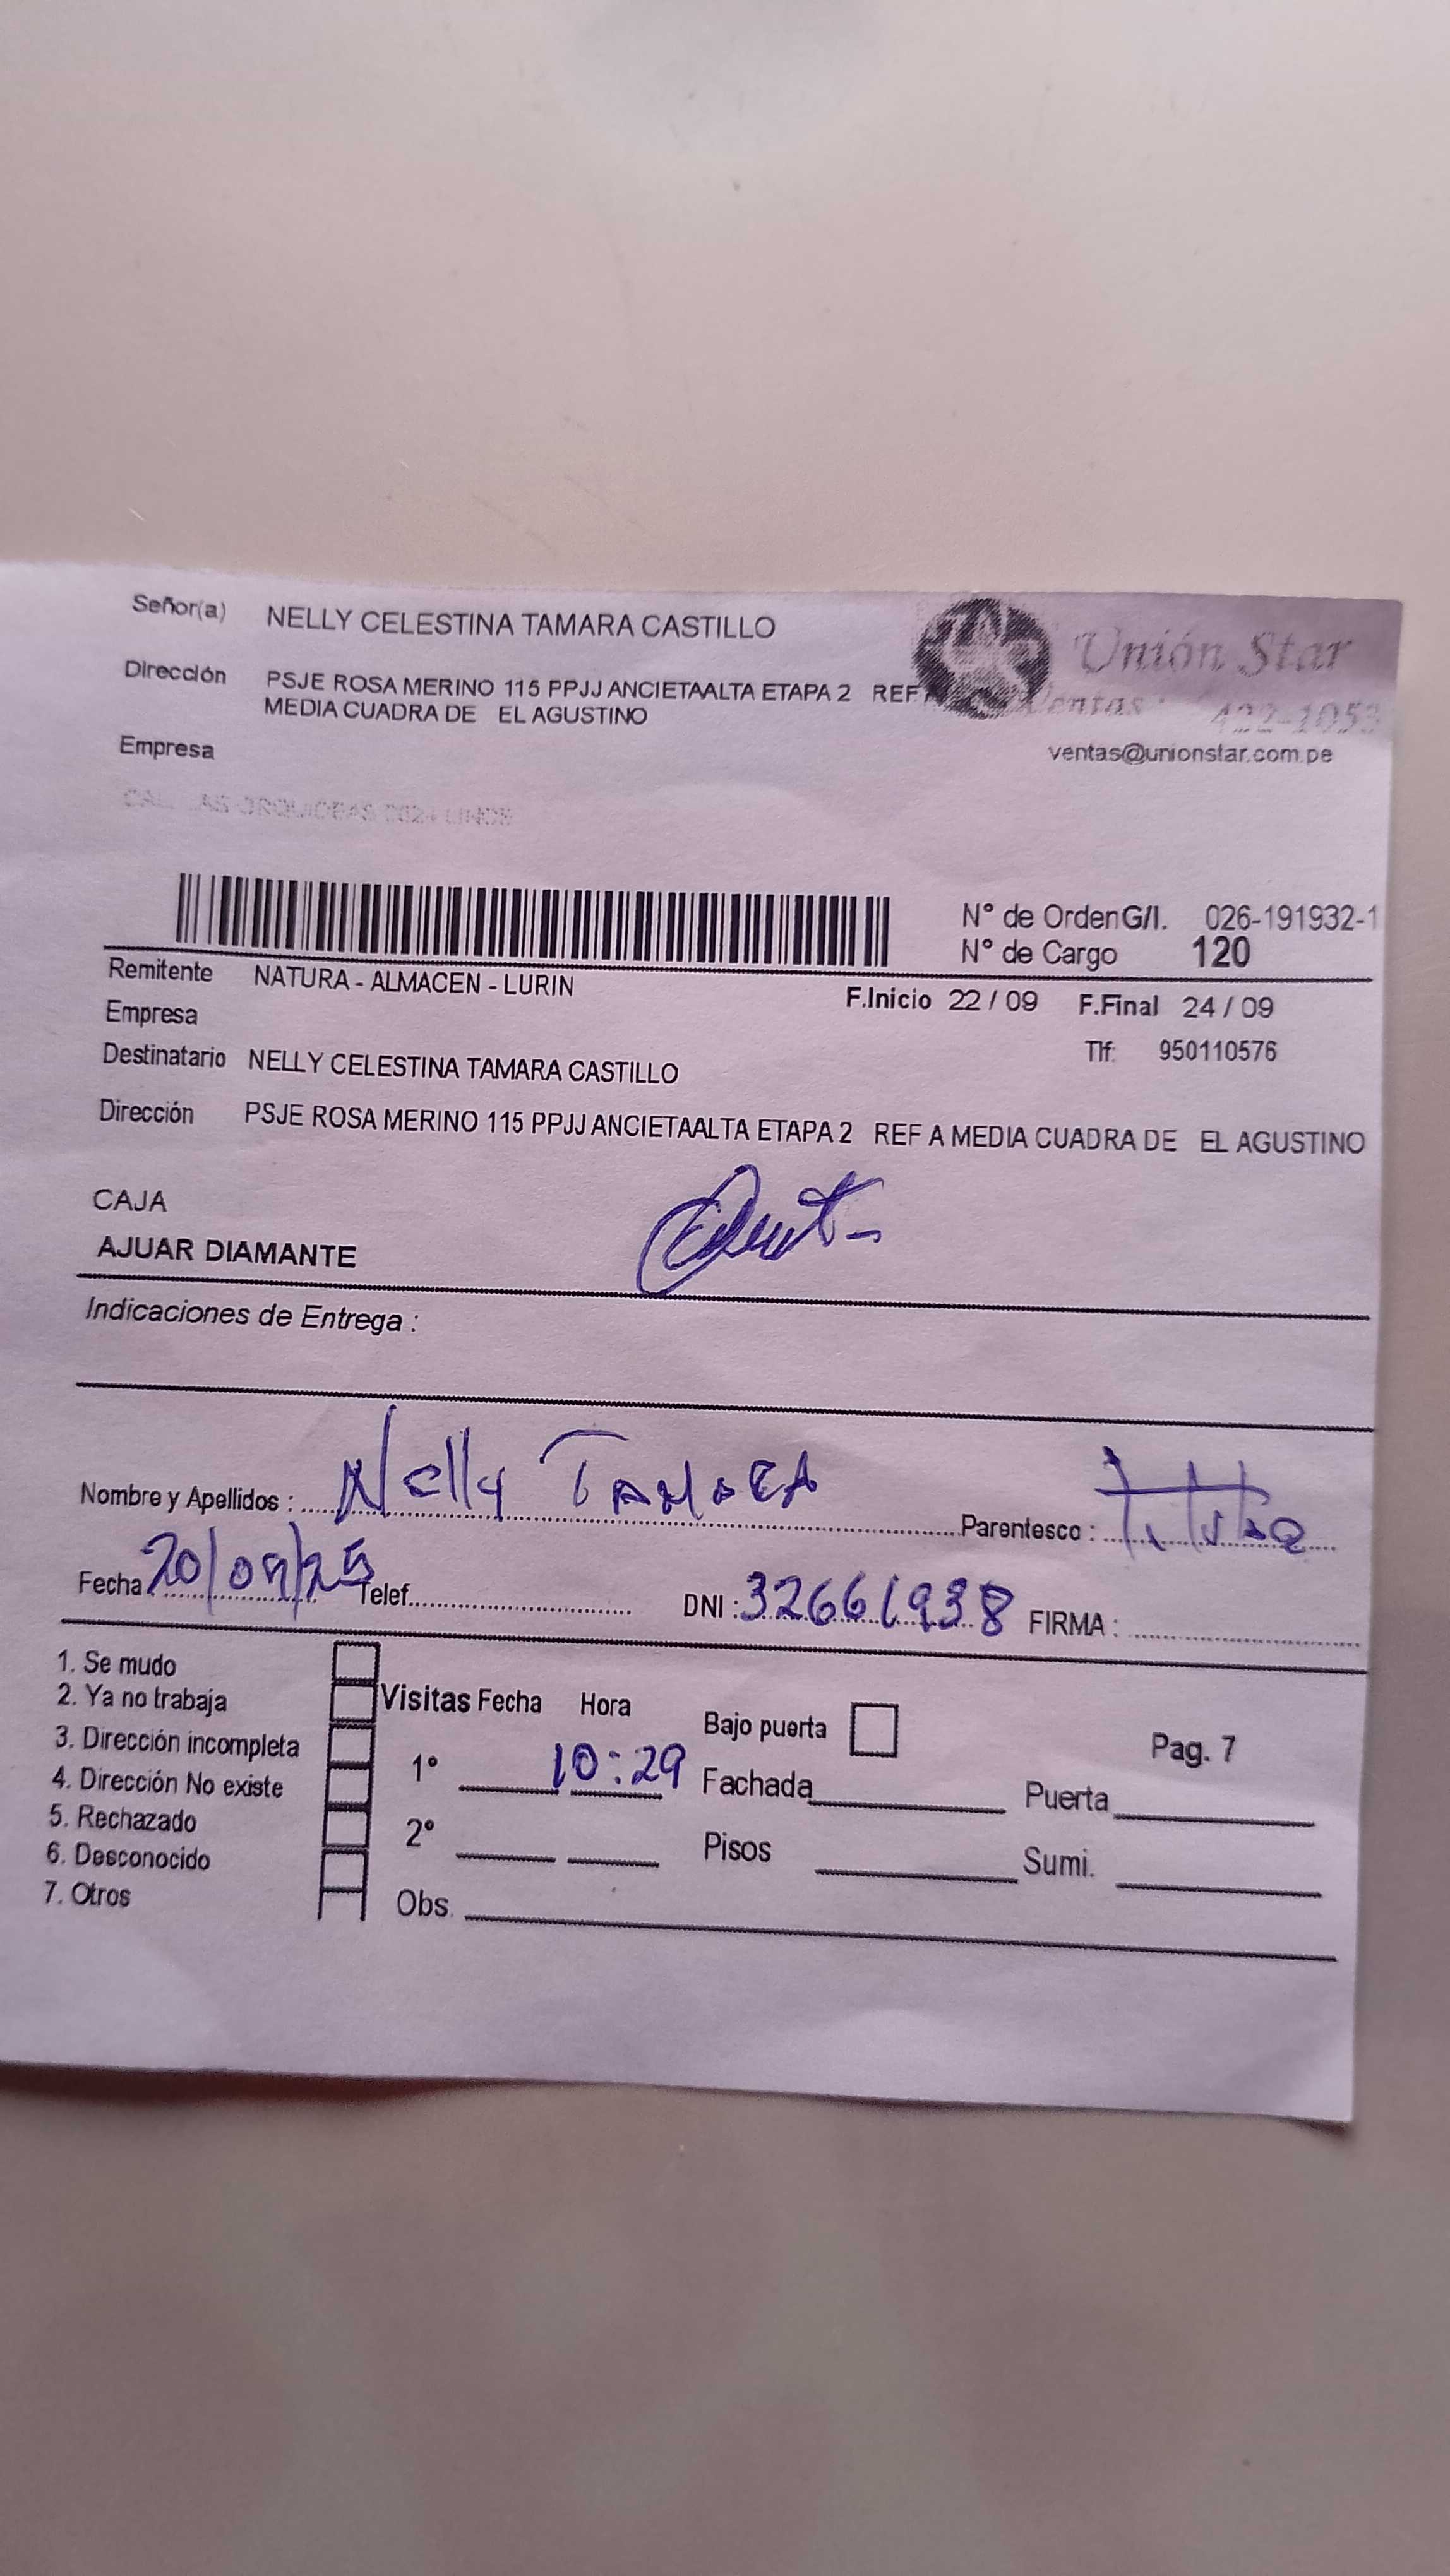 Señor(a) NELLY CELESTINA TAMARA CASTILLO
Unión Star
Dirección PSJE ROSA MERINO 115 PPJJ ANCIETAALTA ETAPA 2 REF
MEDIA CUADRA DE EL AGUSTINO
Ventas: 422-1053
Empresa
ventas@unionstar.com.pe
N° de Orden G/I. 026-191932-1
N° de Cargo 120
Remitente NATURA - ALMACEN - LURIN
F.Inicio 22 / 09 F.Final 24 / 09
Empresa
Tlf: 950110576
Destinatario NELLY CELESTINA TAMARA CASTILLO
Dirección PSJE ROSA MERINO 115 PPJJ ANCIETAALTA ETAPA 2 REF A MEDIA CUADRA DE EL AGUSTINO
CAJA
AJUAR DIAMANTE
Indicaciones de Entrega :
Nombre y Apellidos : Nelly TAMARA Parentesco :
Fecha 20/09/25 Telef. DNI : 32661938 FIRMA :
1. Se mudo
2. Ya no trabaja
3. Dirección incompleta
4. Dirección No existe
5. Rechazado
6. Desconocido
7. Otros
Visitas Fecha Hora
1° 10:29
2°
Obs.
Bajo puerta
Fachada
Pisos
Pag. 7
Puerta
Sumi.